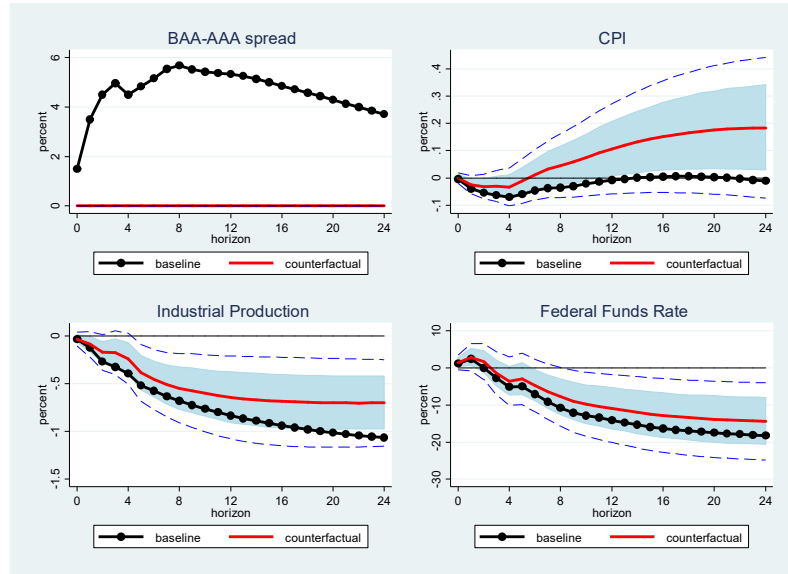 BAA-AAA spread
percent
6
4
2
0
0 4 8 12 16 20 24
horizon
baseline counterfactual
CPI
percent
.4
.3
.2
.1
0
-.1
0 4 8 12 16 20 24
horizon
baseline counterfactual
Industrial Production
percent
0
-.5
-1
-1.5
0 4 8 12 16 20 24
horizon
baseline counterfactual
Federal Funds Rate
percent
10
0
-10
-20
-30
0 4 8 12 16 20 24
horizon
baseline counterfactual